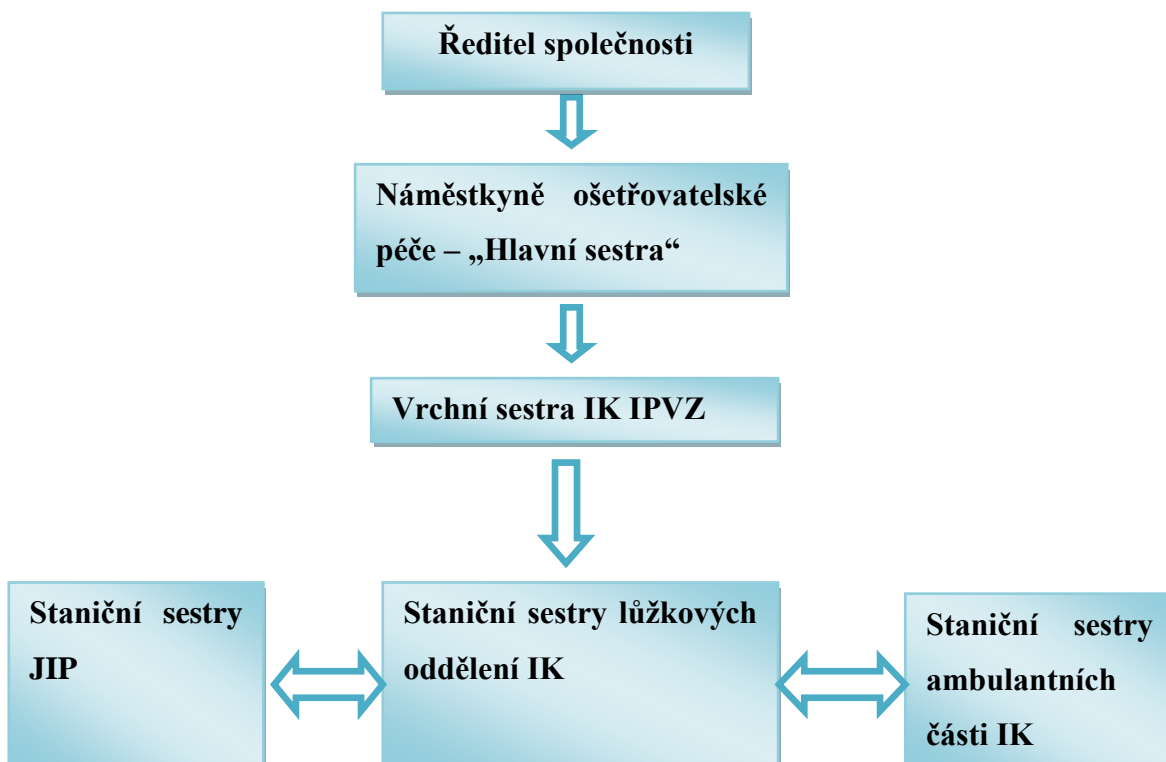 Ředitel společnosti
Náměstkyně ošetřovatelské
péče – „Hlavní sestra“
Vrchní sestra IK IPVZ
Staniční sestry
JIP
Staniční sestry lůžkových
oddělení IK
Staniční sestry
ambulantních
části IK